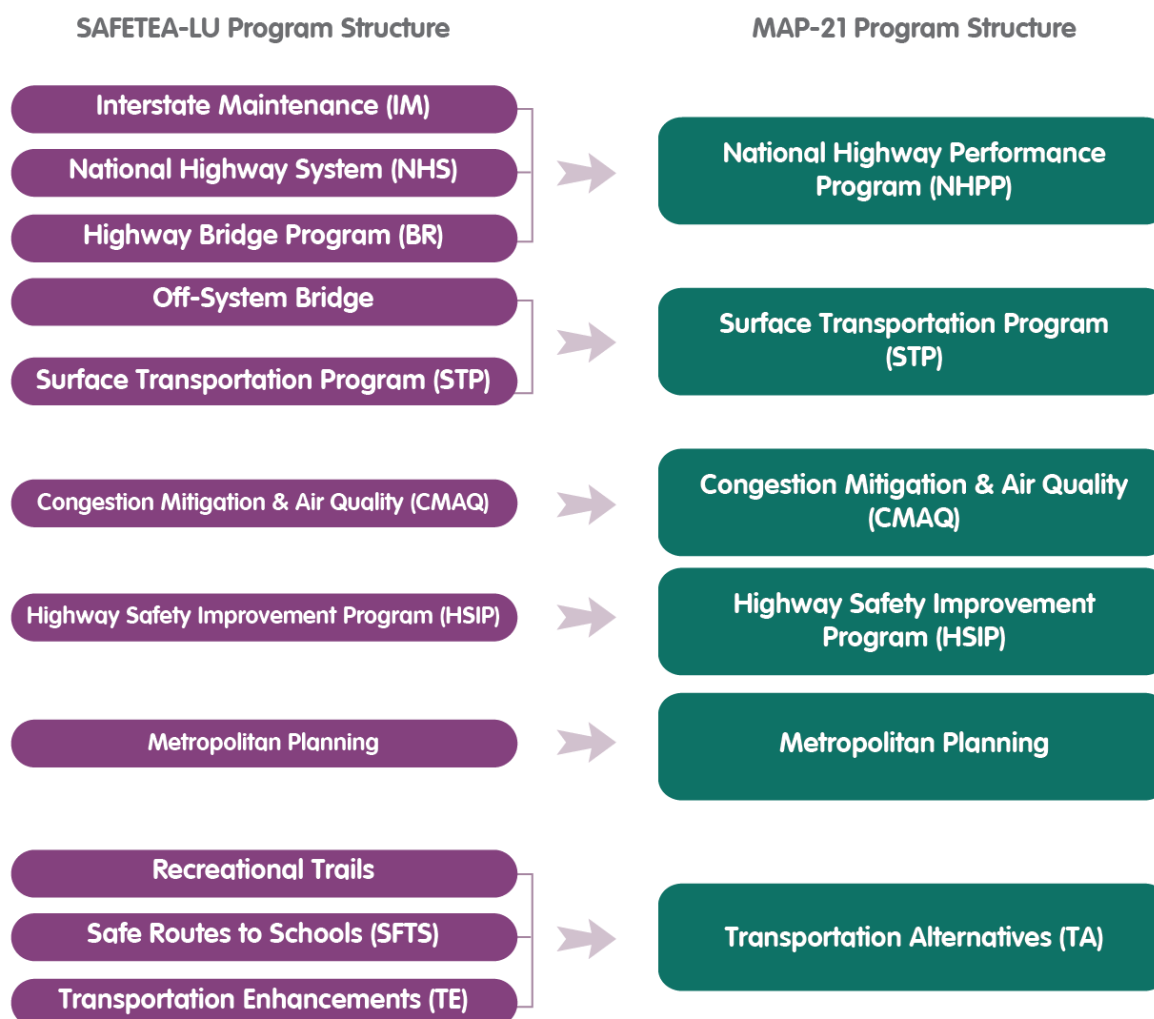 SAFETEA-LU Program Structure
MAP-21 Program Structure
Interstate Maintenance (IM)
National Highway System (NHS)
Highway Bridge Program (BR)
National Highway Performance
Program (NHPP)
Off-System Bridge
Surface Transportation Program (STP)
Surface Transportation Program
(STP)
Congestion Mitigation & Air Quality (CMAQ)
Congestion Mitigation & Air Quality
(CMAQ)
Highway Safety Improvement Program (HSIP)
Highway Safety Improvement
Program (HSIP)
Metropolitan Planning
Metropolitan Planning
Recreational Trails
Safe Routes to Schools (SFTS)
Transportation Enhancements (TE)
Transportation Alternatives (TA)